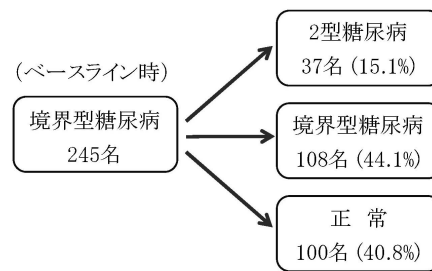 (ベースライン時)
境界型糖尿病
245名
2型糖尿病
37名 (15.1%)
境界型糖尿病
108名 (44.1%)
正 常
100名 (40.8%)